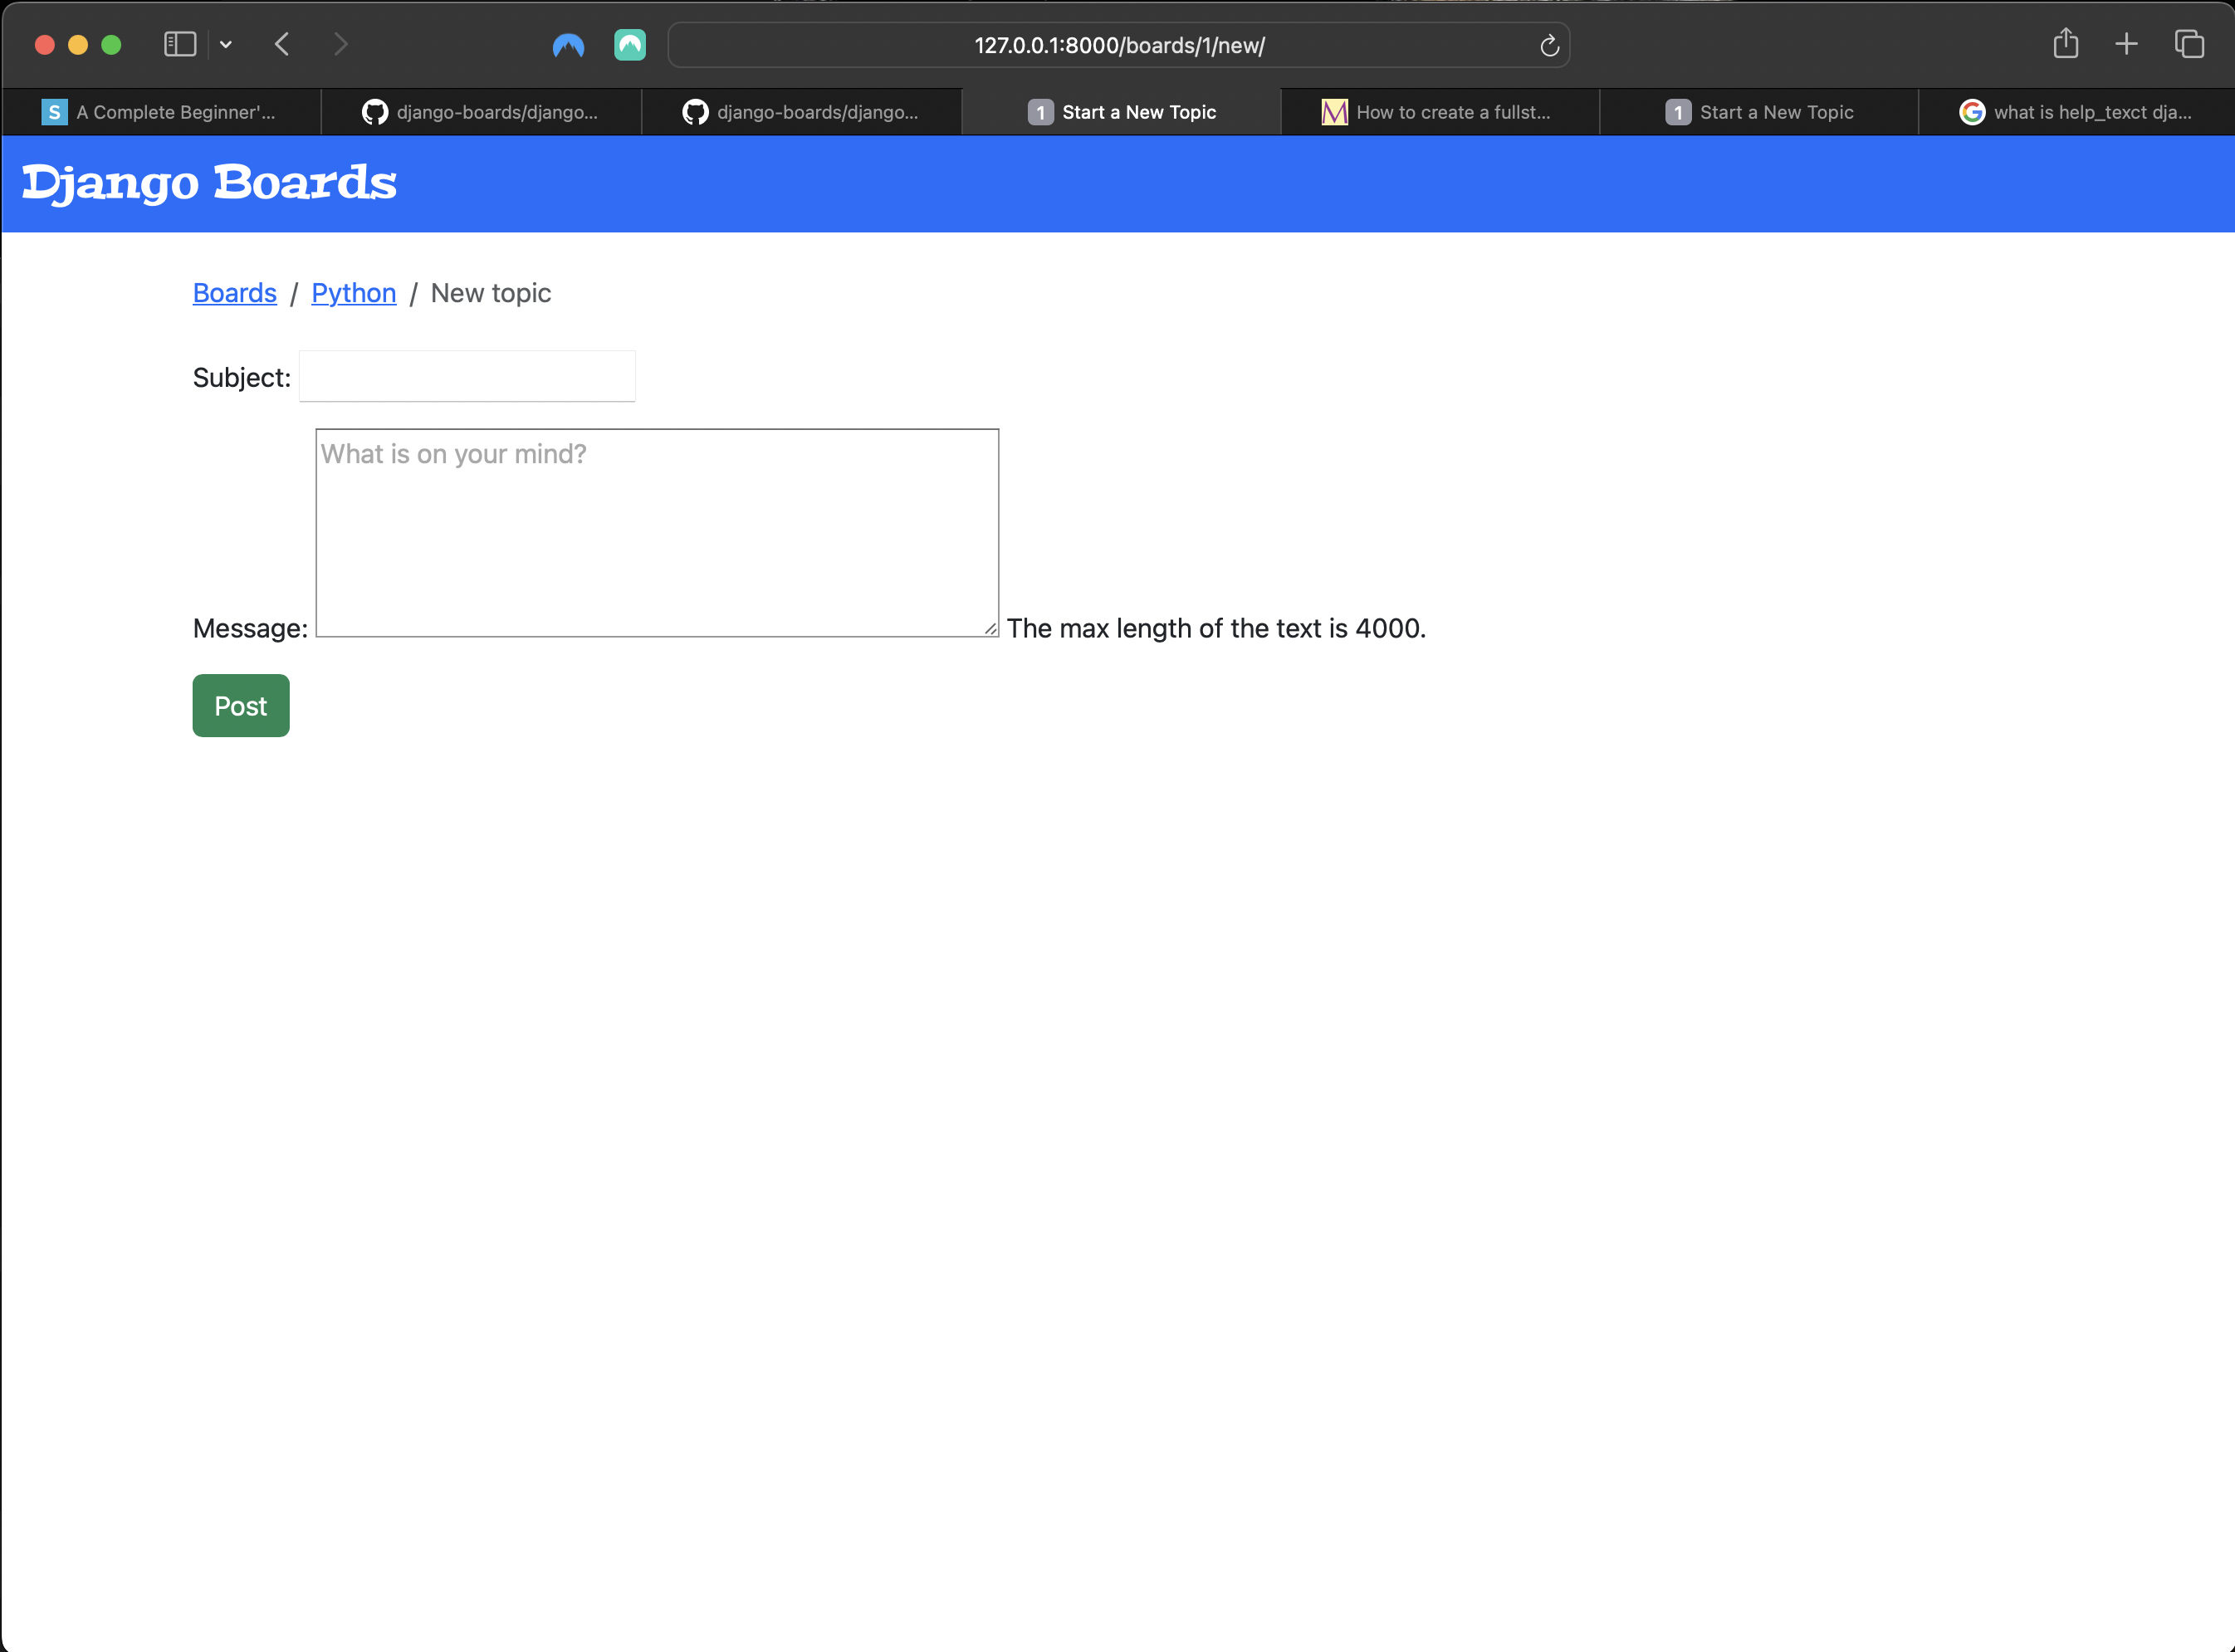 127.0.0.1:8000/boards/1/new/
S A Complete Beginner'... django-boards/django... django-boards/django... 1 Start a New Topic M How to create a fullst... 1 Start a New Topic G what is help_texct dja...
Django Boards
Boards / Python / New topic
Subject:
What is on your mind?
Message: The max length of the text is 4000.
Post